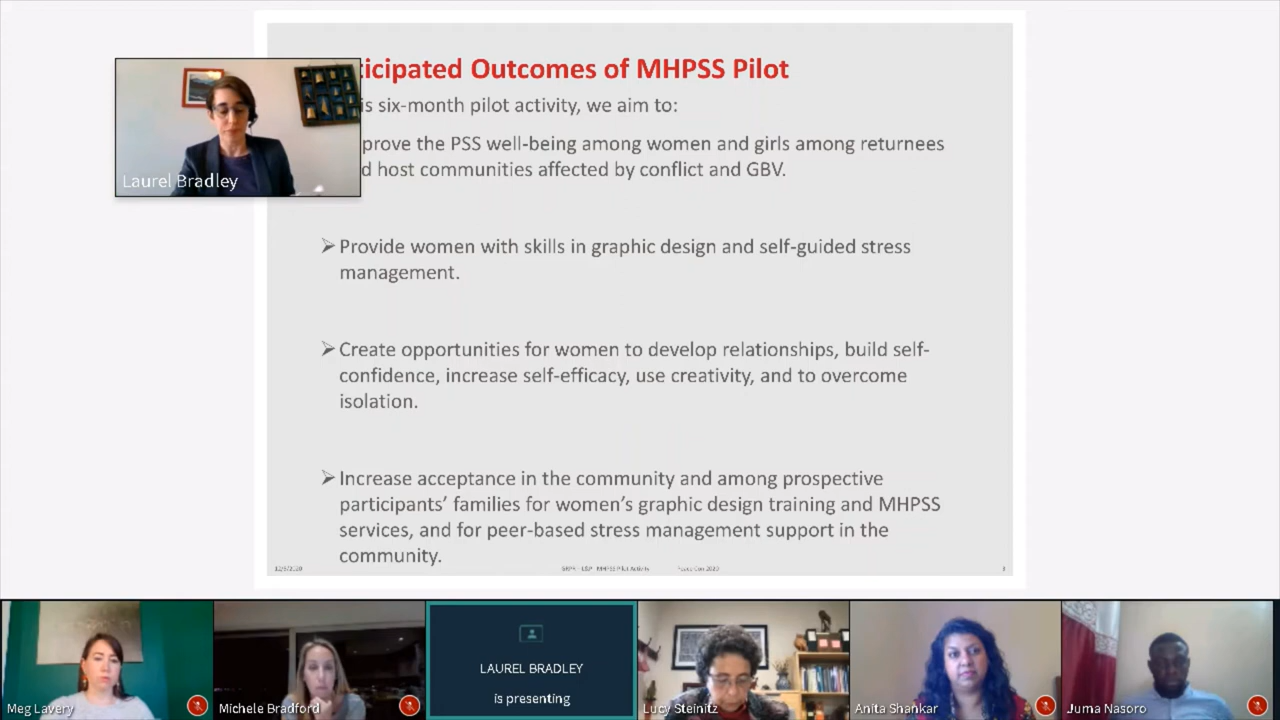 icipated Outcomes of MHPSS Pilot
is six-month pilot activity, we aim to:
prove the PSS well-being among women and girls among returnees
d host communities affected by conflict and GBV.
Laurel Bradley
➢Provide women with skills in graphic design and self-guided stress
management.
➢Create opportunities for women to develop relationships, build self-
confidence, increase self-efficacy, use creativity, and to overcome
isolation.
➢Increase acceptance in the community and among prospective
participants' families for women's graphic design training and MHPSS
services, and for peer-based stress management support in the
community.
MHPSS Pilot Activity
LAUREL BRADLEY
is presenting
Meg Lavery
Michele Bradford
Lucy Steinitz
Anita Shankar
Juma Nasoro